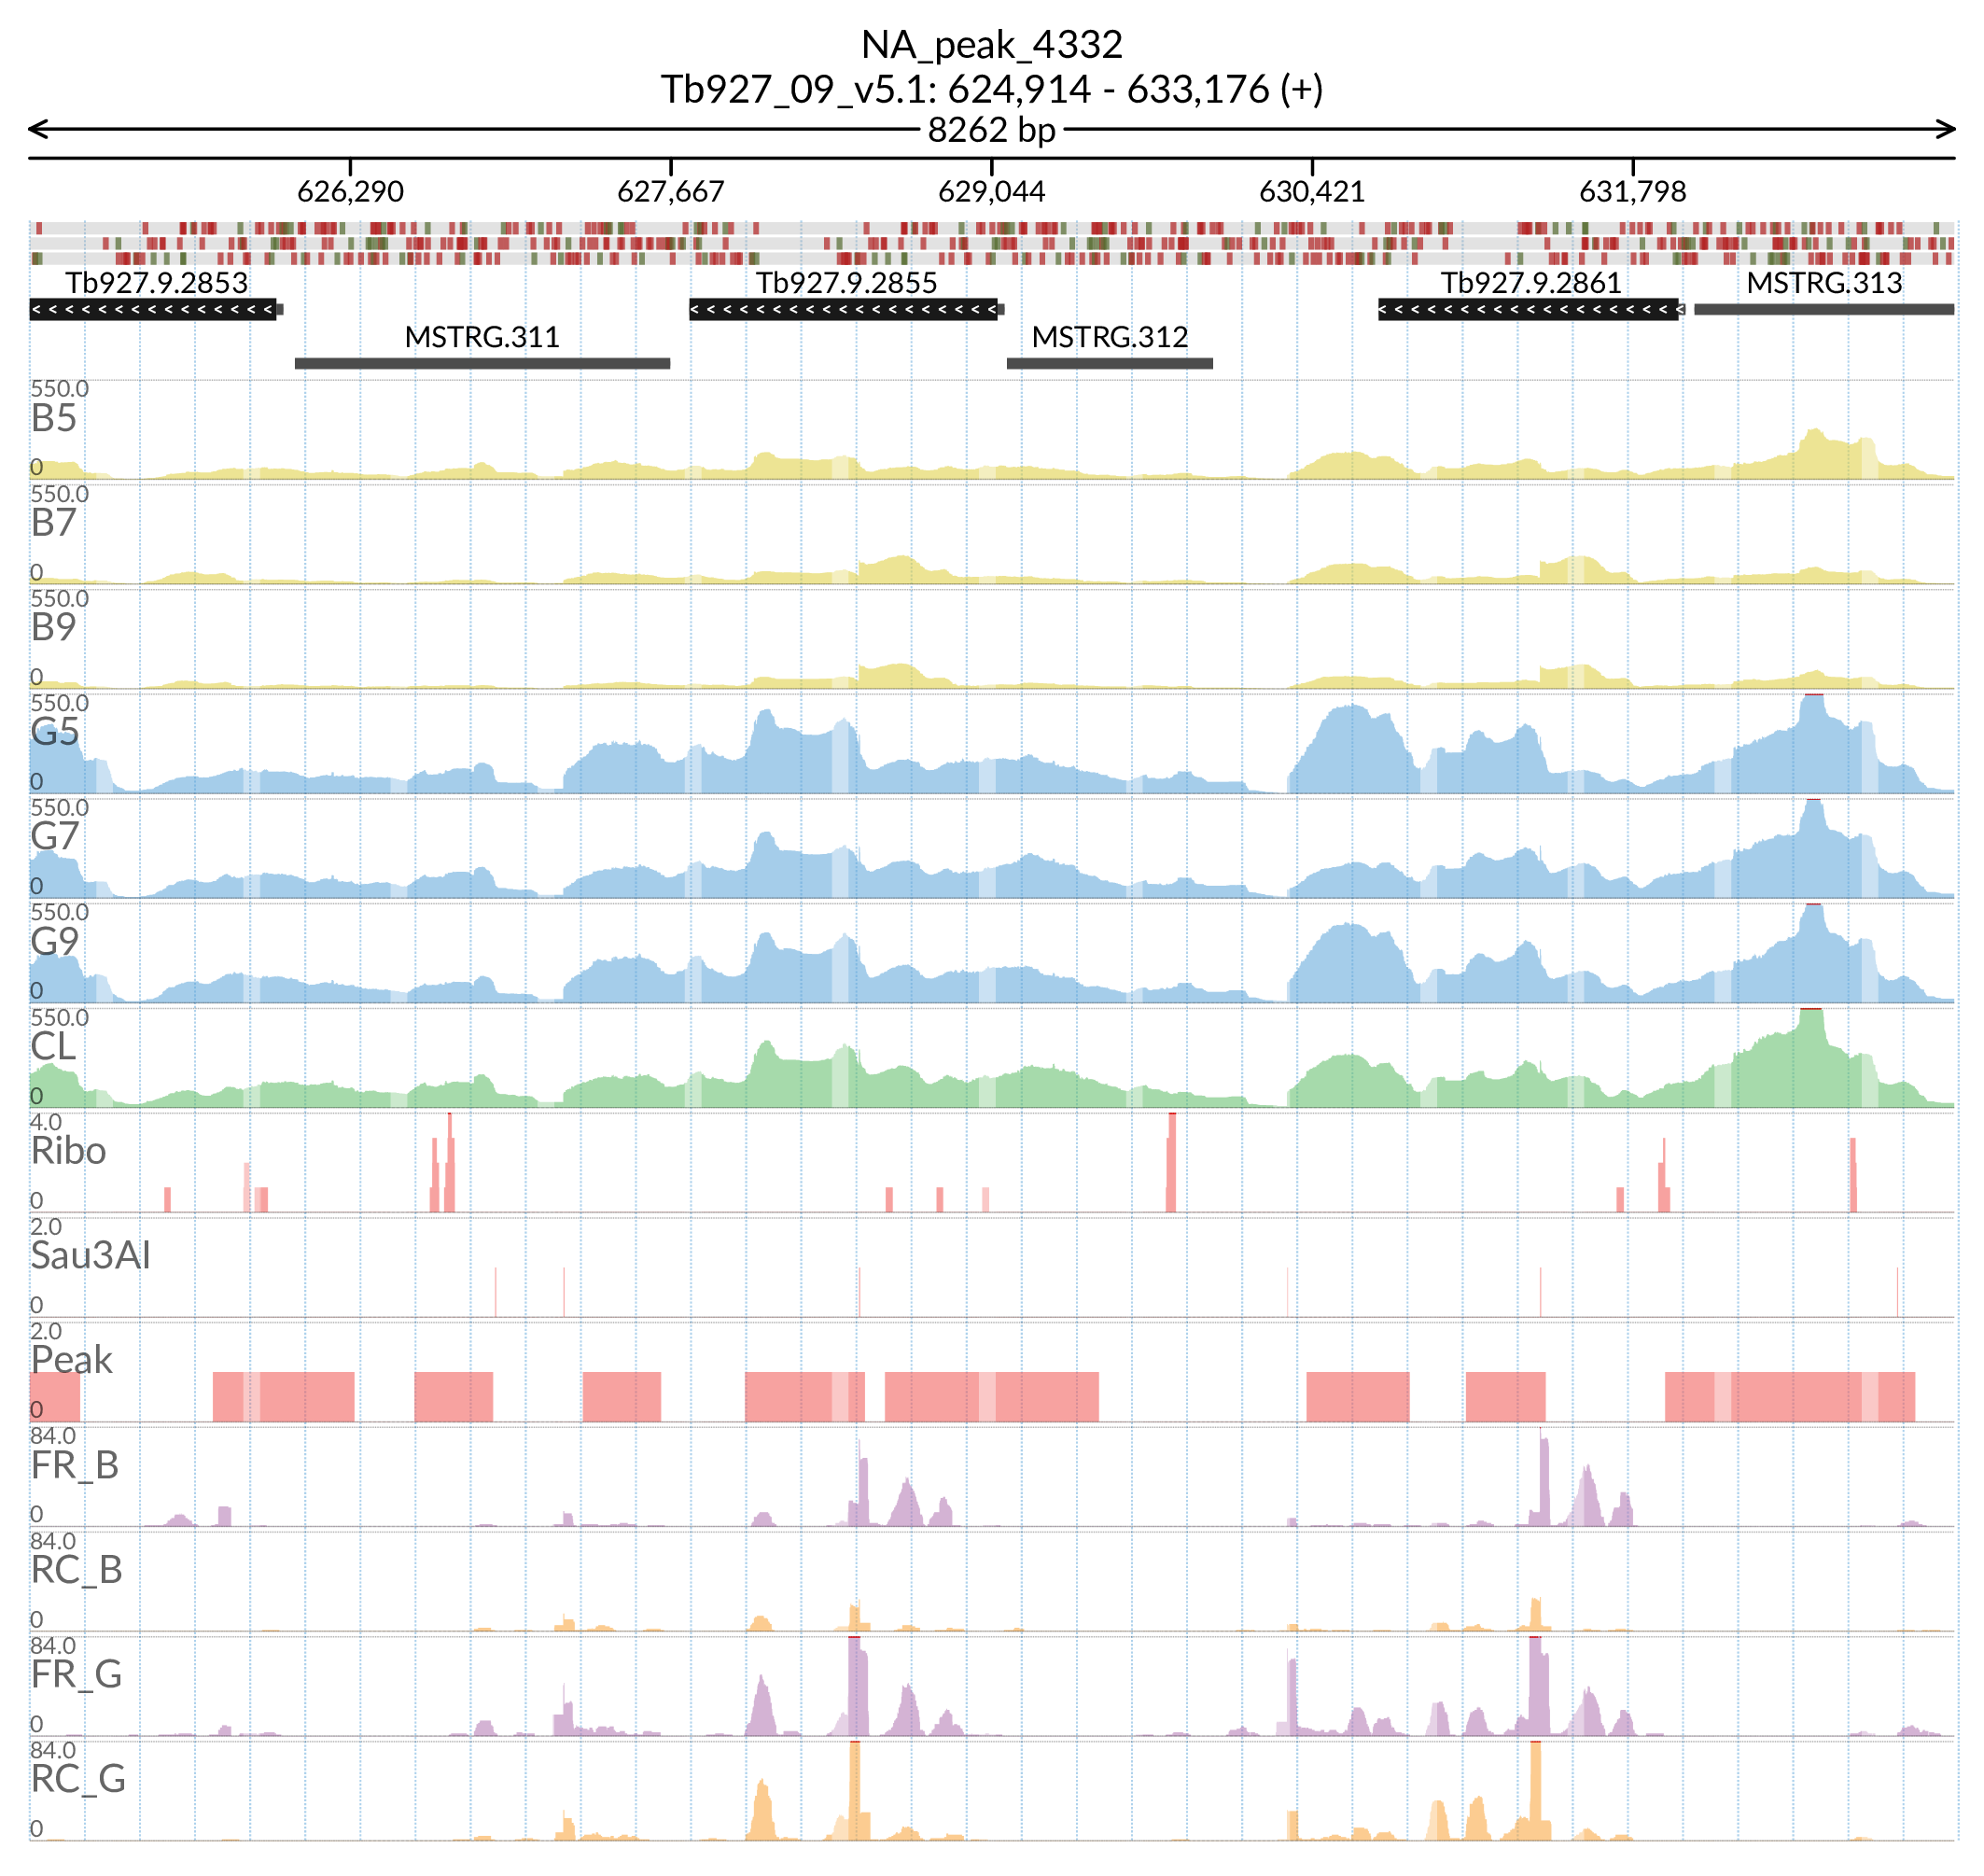 NA_peak_4332
Tb927_09_v5.1: 624,914 - 633,176 (+)
8262 bp
626,290 627,667 629,044 630,421 631,798
Tb927.9.2853 Tb927.9.2855 Tb927.9.2861 MSTRG.313
MSTRG.311 MSTRG.312
550.0
B5
0
550.0
B7
0
550.0
B9
0
550.0
G5
0
550.0
G7
0
550.0
G9
0
550.0
CL
0
4.0
Ribo
0
2.0
Sau3AI
0
2.0
Peak
0
84.0
FR_B
0
84.0
RC_B
0
84.0
FR_G
0
84.0
RC_G
0